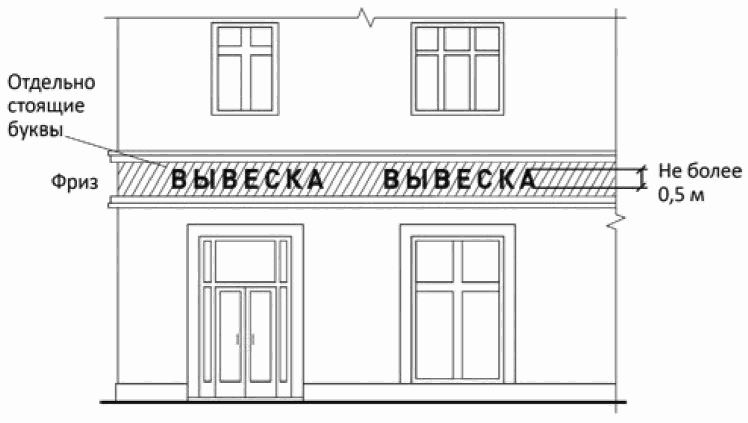 Отдельно
стоящие
буквы
Фриз
ВЫВЕСКА ВЫВЕСКА
Не более
0,5 м